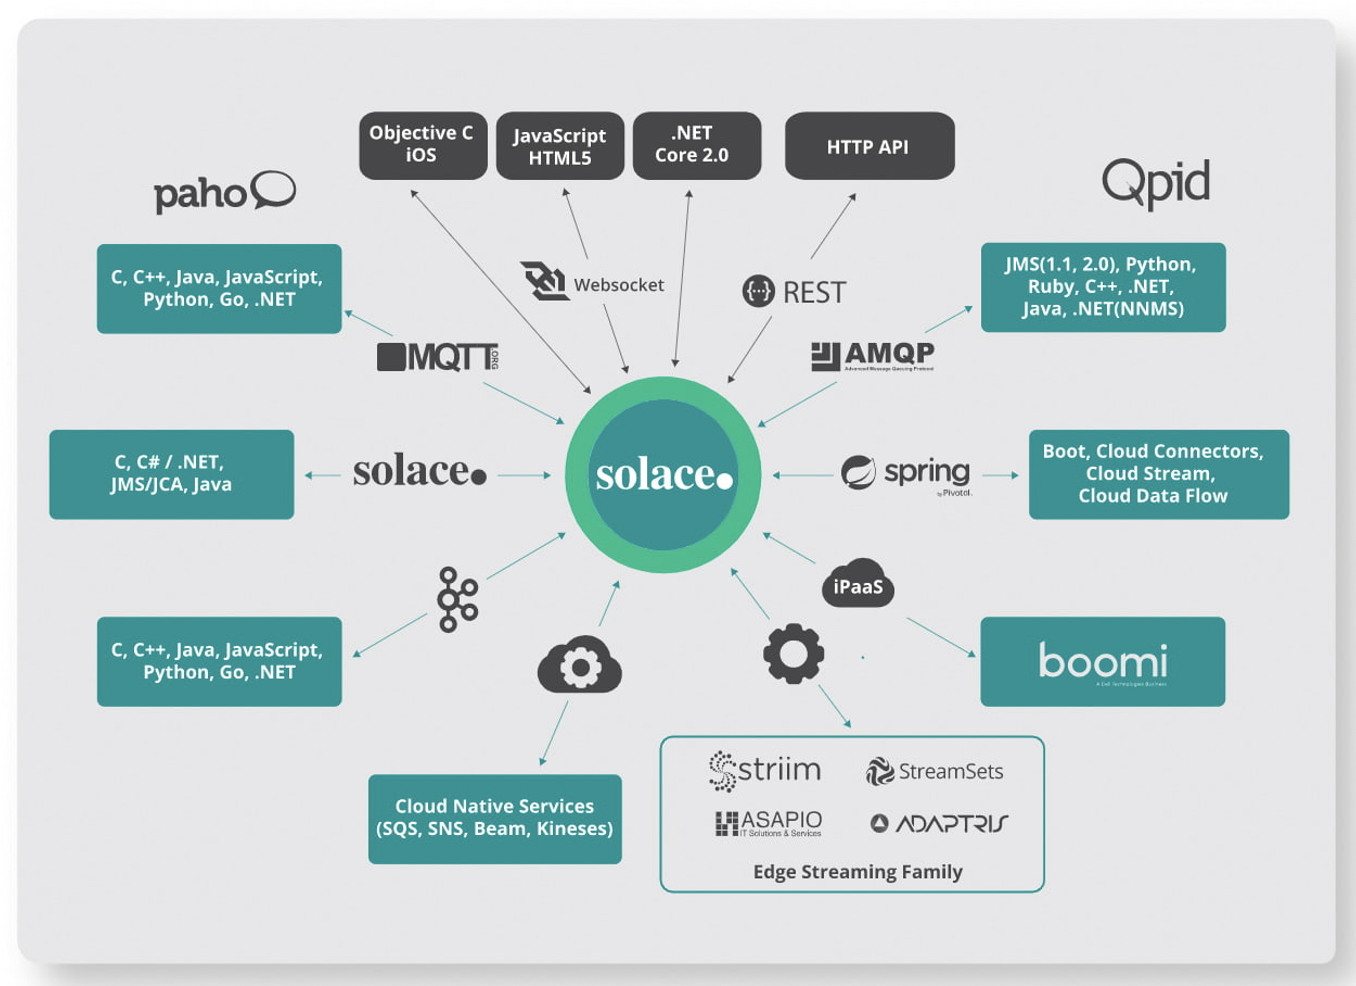 Objective C
iOS
JavaScript
HTML5
.NET
Core 2.0
HTTP API
paho
Qpid
C, C++, Java, JavaScript,
Python, Go, .NET
Websocket
REST
JMS(1.1, 2.0), Python,
Ruby, C++, .NET,
Java, .NET(NNMS)
MQTT.ORG
AMQP
Advanced Message Queuing Protocol
C, C# / .NET,
JMS/JCA, Java
solace.
solace.
spring
by Pivotal.
Boot, Cloud Connectors,
Cloud Stream,
Cloud Data Flow
iPaaS
C, C++, Java, JavaScript,
Python, Go, .NET
boomi
A Dell Technologies Business
Cloud Native Services
(SQS, SNS, Beam, Kineses)
striim
StreamSets
ASAPIO
IT Solutions & Services
ADAPTRIS
Edge Streaming Family